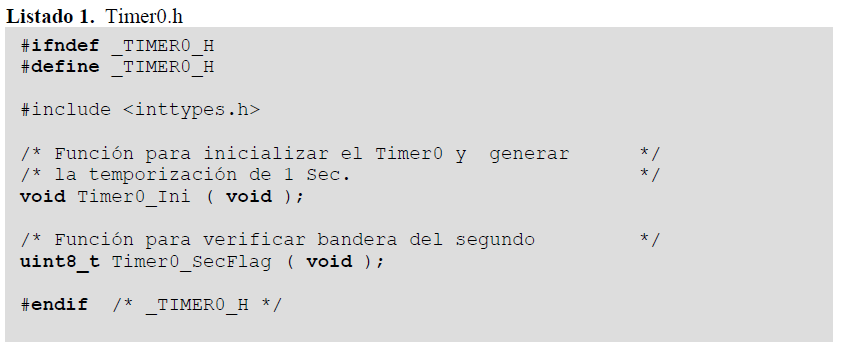 Listado 1. Timer0.h
#ifndef _TIMER0_H
#define _TIMER0_H
#include <inttypes.h>
/* Función para inicializar el Timer0 y generar */
/* la temporización de 1 Sec. */
void Timer0_Ini ( void );
/* Función para verificar bandera del segundo */
uint8_t Timer0_SecFlag ( void );
#endif /* _TIMER0_H */